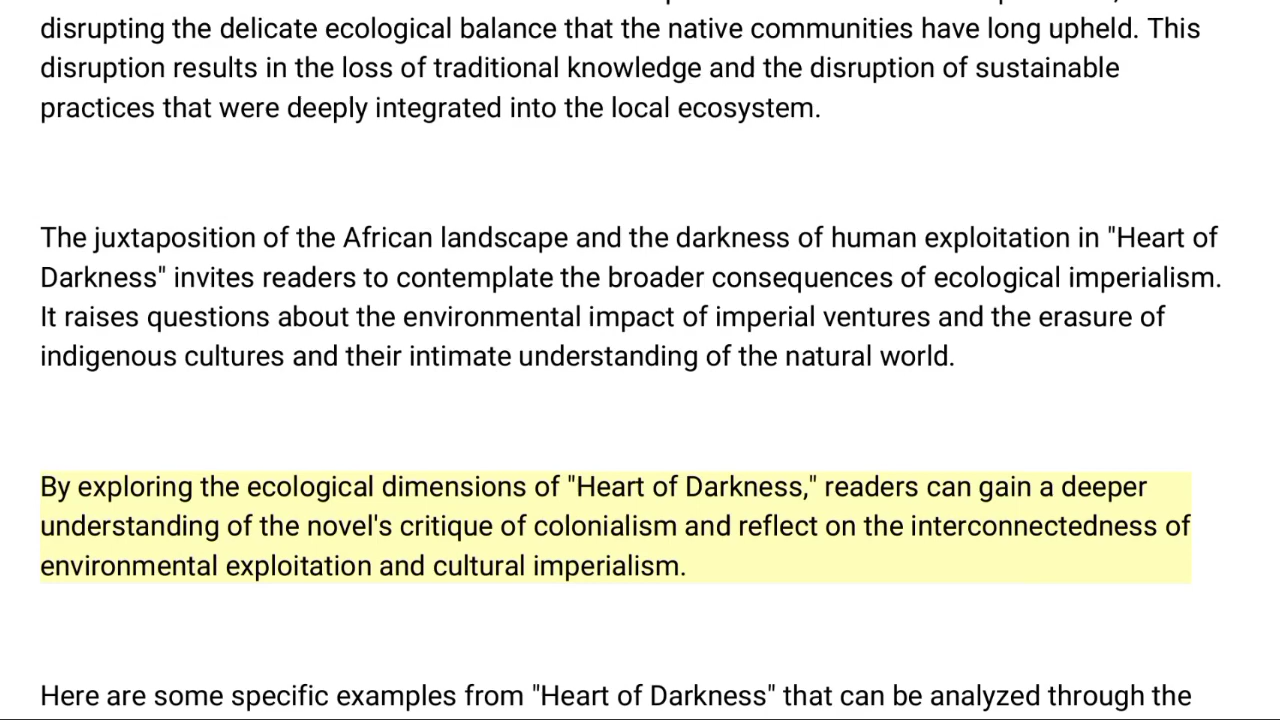 disrupting the delicate ecological balance that the native communities have long upheld. This
disruption results in the loss of traditional knowledge and the disruption of sustainable
practices that were deeply integrated into the local ecosystem.
The juxtaposition of the African landscape and the darkness of human exploitation in "Heart of
Darkness" invites readers to contemplate the broader consequences of ecological imperialism.
It raises questions about the environmental impact of imperial ventures and the erasure of
indigenous cultures and their intimate understanding of the natural world.
By exploring the ecological dimensions of "Heart of Darkness," readers can gain a deeper
understanding of the novel's critique of colonialism and reflect on the interconnectedness of
environmental exploitation and cultural imperialism.
Here are some specific examples from "Heart of Darkness" that can be analyzed through the